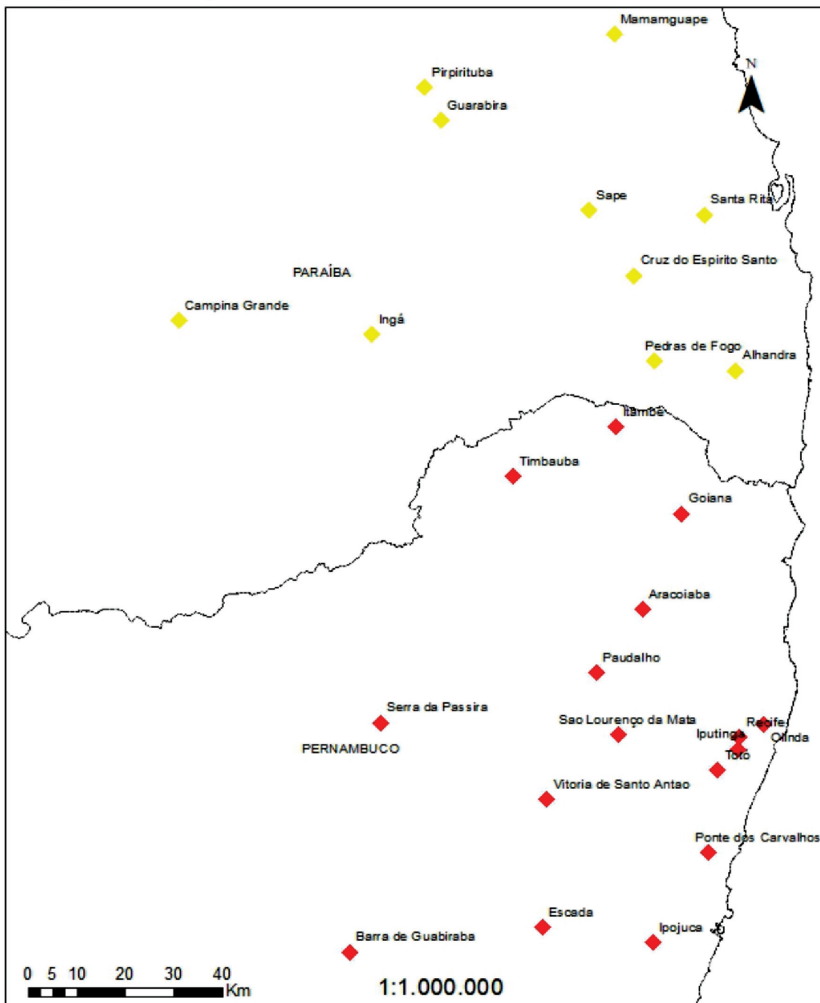 Mamamguape
N
Pirpirituba
Guarabira
Sape
Santa Rita
Cruz do Espirito Santo
PARAÍBA
Campina Grande
Ingá
Pedras de Fogo
Alhandra
Itambe
Timbauba
Goiana
Aracoiaba
Paudalho
Serra da Passira
Sao Lourenço da Mata
Recife
Iputinga
Olinda
PERNAMBUCO
Toto
Vitoria de Santo Antao
Ponte dos Carvalhos
Escada
Ipojuca
Barra de Guabiraba
0 5 10 20 30 40
Km
1:1.000.000